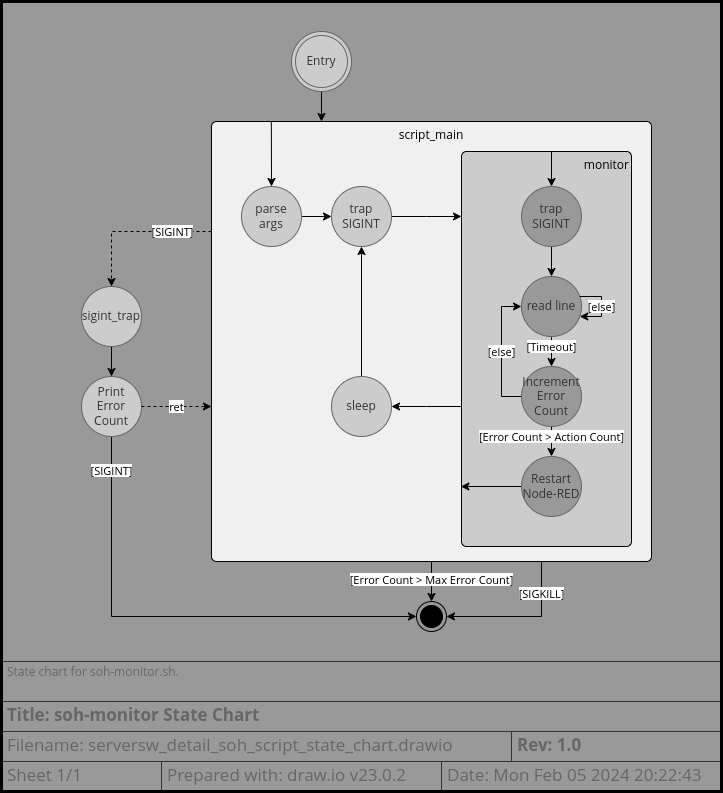 Entry
script_main
monitor
parse
args
trap
SIGINT
trap
SIGINT
[SIGINT]
sigint_trap
read line
[else]
[Timeout]
[else]
Print
Error
Count
ret
sleep
Increment
Error
Count
[Error Count > Action Count]
[SIGINT]
Restart
Node-RED
[Error Count > Max Error Count]
[SIGKILL]
State chart for soh-monitor.sh.
Title: soh-monitor State Chart
Filename: serversw_detail_soh_script_state_chart.drawio
Rev: 1.0
Sheet 1/1
Prepared with: draw.io v23.0.2
Date: Mon Feb 05 2024 20:22:43